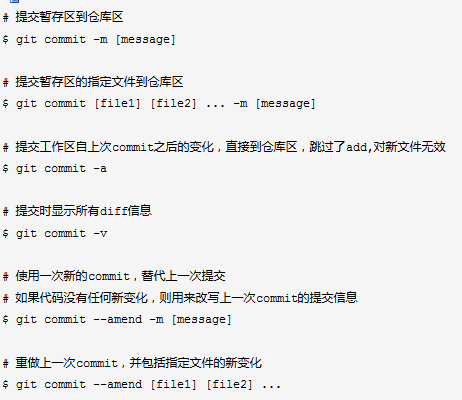 # 提交暂存区到仓库区
$ git commit -m [message]
# 提交暂存区的指定文件到仓库区
$ git commit [file1] [file2] ... -m [message]
# 提交工作区自上次commit之后的变化，直接到仓库区，跳过了add,对新文件无效
$ git commit -a
# 提交时显示所有diff信息
$ git commit -v
# 使用一次新的commit，替代上一次提交
# 如果代码没有任何新变化，则用来改写上一次commit的提交信息
$ git commit --amend -m [message]
# 重做上一次commit，并包括指定文件的新变化
$ git commit --amend [file1] [file2] ...